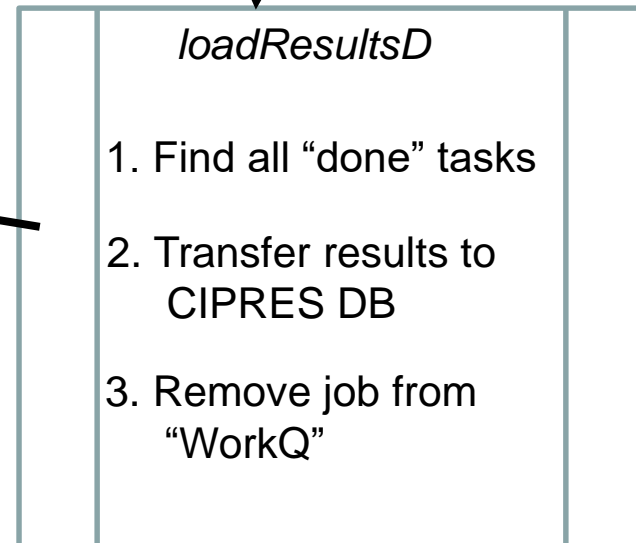 loadResultsD
1. Find all “done” tasks
2. Transfer results to
CIPRES DB
3. Remove job from
“WorkQ”